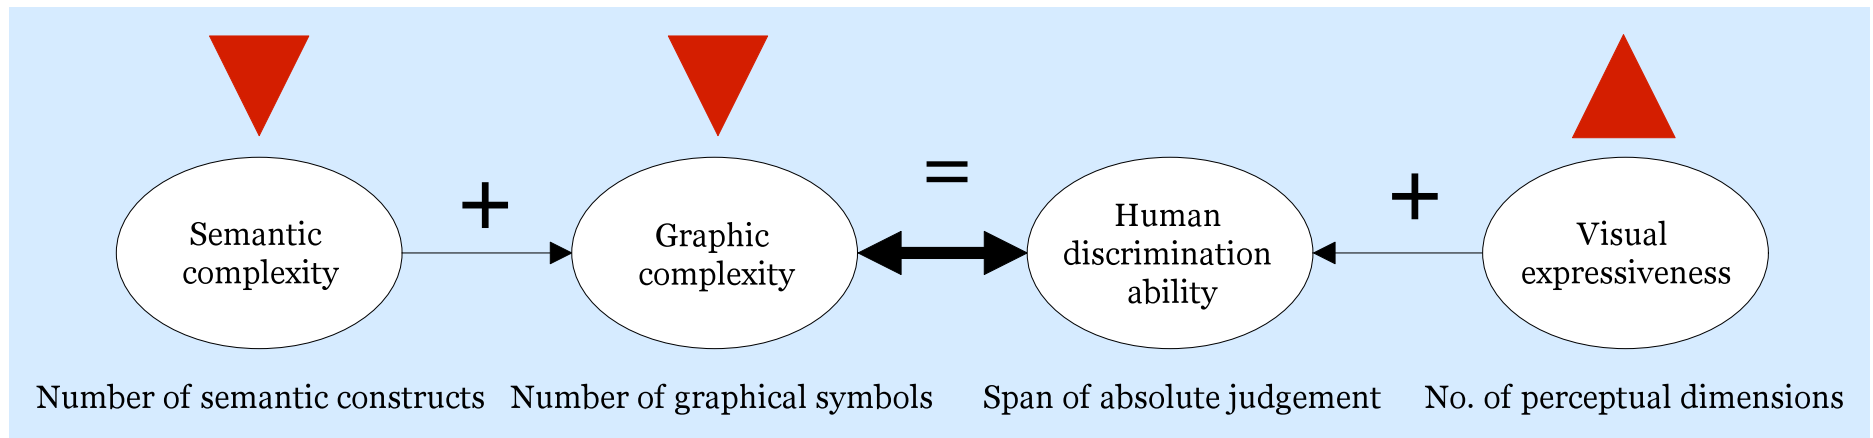 +
=
+
Semantic
complexity
Graphic
complexity
Human
discrimination
ability
Visual
expressiveness
Number of semantic constructs
Number of graphical symbols
Span of absolute judgement
No. of perceptual dimensions